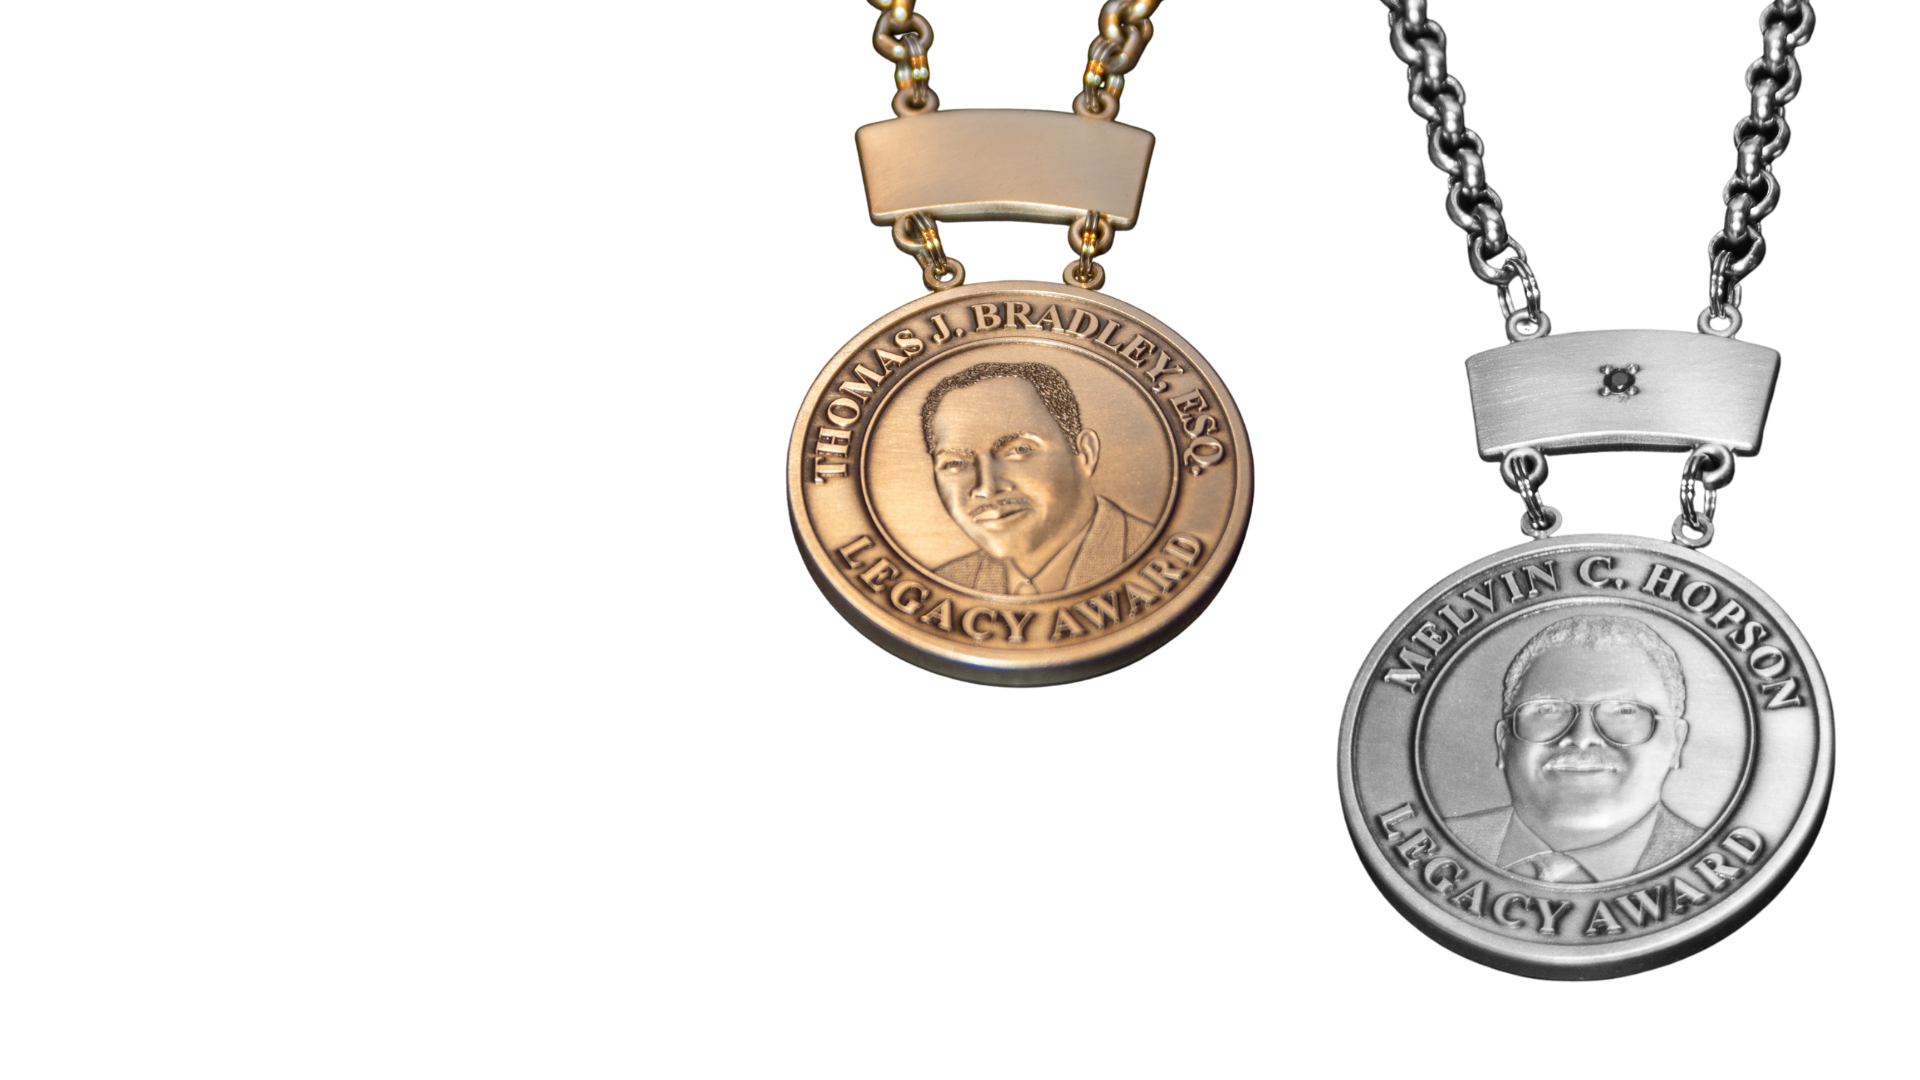 THOMAS J. BRADLEY, ESQ.
LEGACY AWARD
MELVIN C. HOPSON
LEGACY AWARD